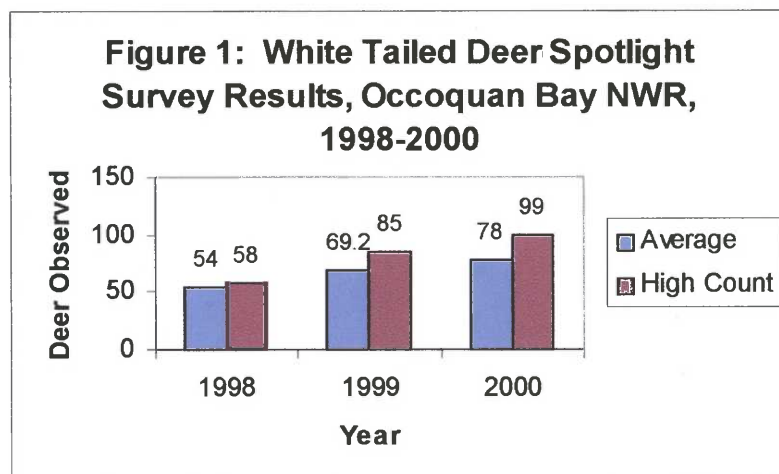 Figure 1: White Tailed Deer Spotlight
Survey Results, Occoquan Bay NWR,
1998-2000
Deer Observed
150
100
50
0
54
58
69.2
85
78
99
1998
1999
2000
Year
Average
High Count